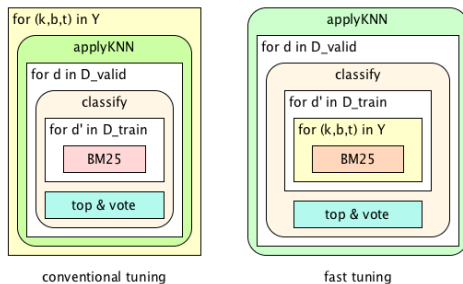 for (k,b,t) in Y
applyKNN
for d in D_valid
classify
for d' in D_train
BM25
top & vote
conventional tuning
applyKNN
for d in D_valid
classify
for d' in D_train
for (k,b,t) in Y
BM25
top & vote
fast tuning